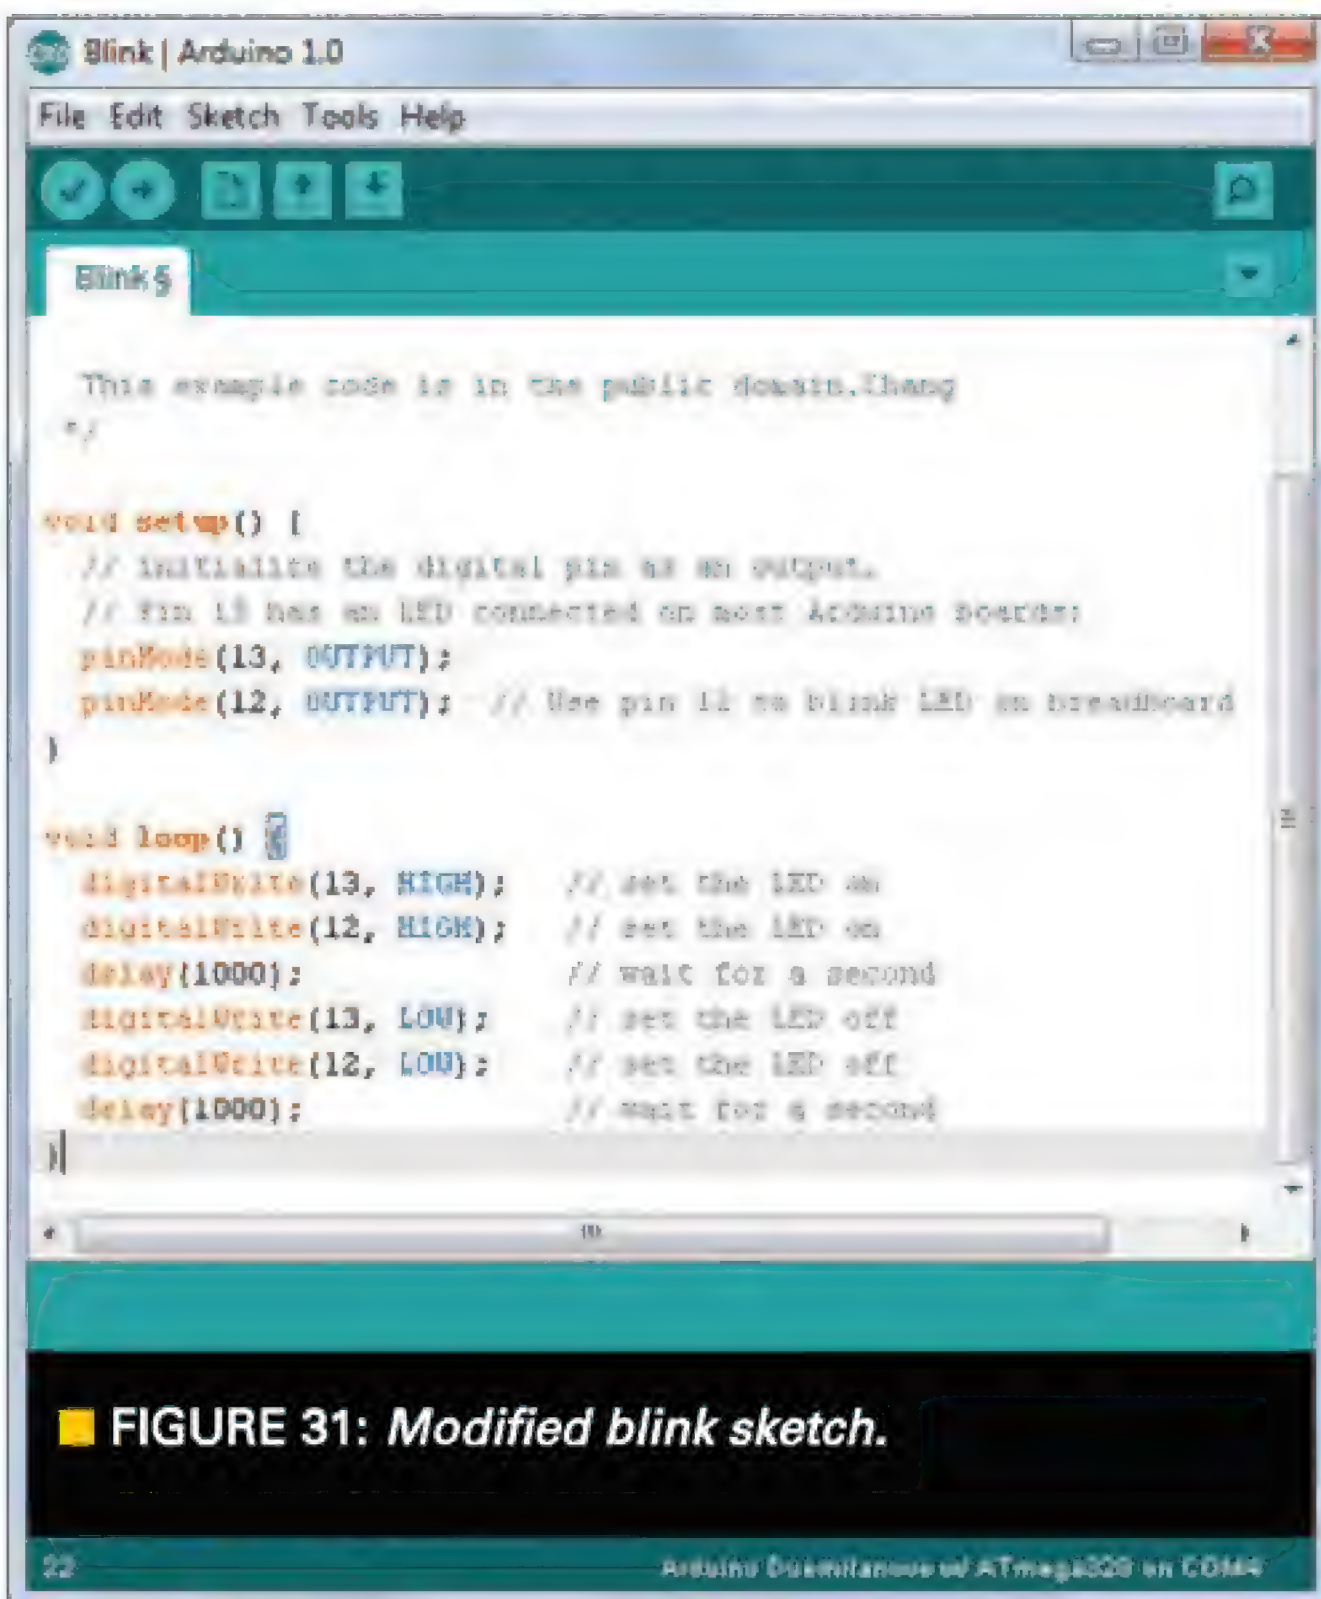 Blink | Arduino 1.0
File Edit Sketch Tools Help
Blink §
This example code is in the public domain.Chang
*/
void setup() {
// initialize the digital pin as an output.
// Pin 13 has an LED connected on most Arduino boards:
pinMode(13, OUTPUT);
pinMode(12, OUTPUT); // Use pin 12 to blink LED on breadboard
}
void loop() {
digitalWrite(13, HIGH); // set the LED on
digitalWrite(12, HIGH); // set the LED on
delay(1000); // wait for a second
digitalWrite(13, LOW); // set the LED off
digitalWrite(12, LOW); // set the LED off
delay(1000); // wait for a second
}
FIGURE 31: Modified blink sketch.
22
Arduino Duemilanove w/ ATmega328 on COM4